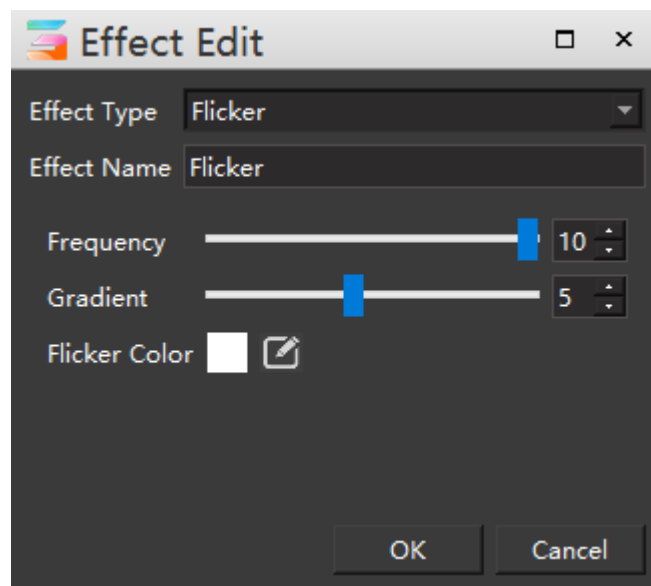 Effect Edit
Effect Type Flicker
Effect Name Flicker
Frequency 10
Gradient 5
Flicker Color
OK Cancel